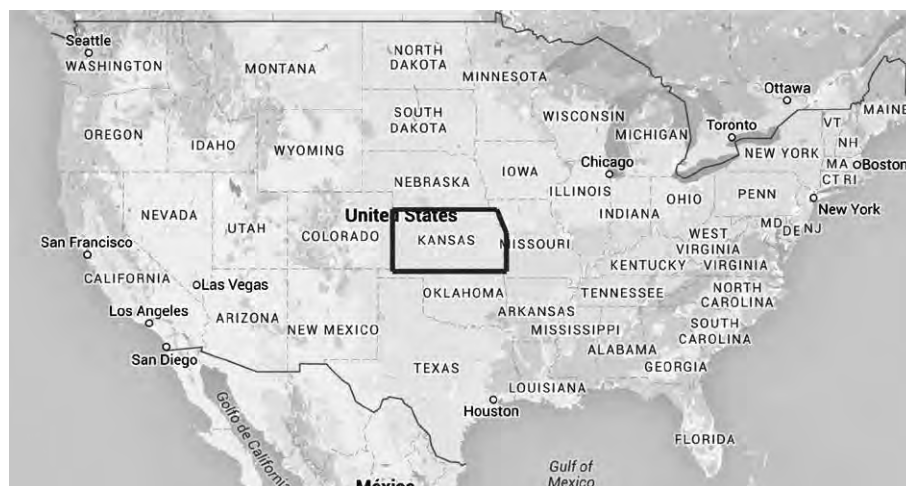 Seattle
WASHINGTON
MONTANA
NORTH
DAKOTA
MINNESOTA
Ottawa
MAINE
OREGON
IDAHO
WYOMING
SOUTH
DAKOTA
WISCONSIN
MICHIGAN
Toronto
VT
NH
NEW YORK
MA
Boston
CT RI
Chicago
IOWA
NEBRASKA
ILLINOIS
INDIANA
OHIO
PENN
New York
NEVADA
UTAH
COLORADO
United States
KANSAS
MISSOURI
WEST
VIRGINIA
MD
DE
NJ
San Francisco
CALIFORNIA
Las Vegas
KENTUCKY
VIRGINIA
Los Angeles
ARIZONA
NEW MEXICO
OKLAHOMA
ARKANSAS
TENNESSEE
NORTH
CAROLINA
San Diego
MISSISSIPPI
ALABAMA
SOUTH
CAROLINA
TEXAS
LOUISIANA
GEORGIA
Houston
FLORIDA
Golfo de California
Gulf of
Mexico
México